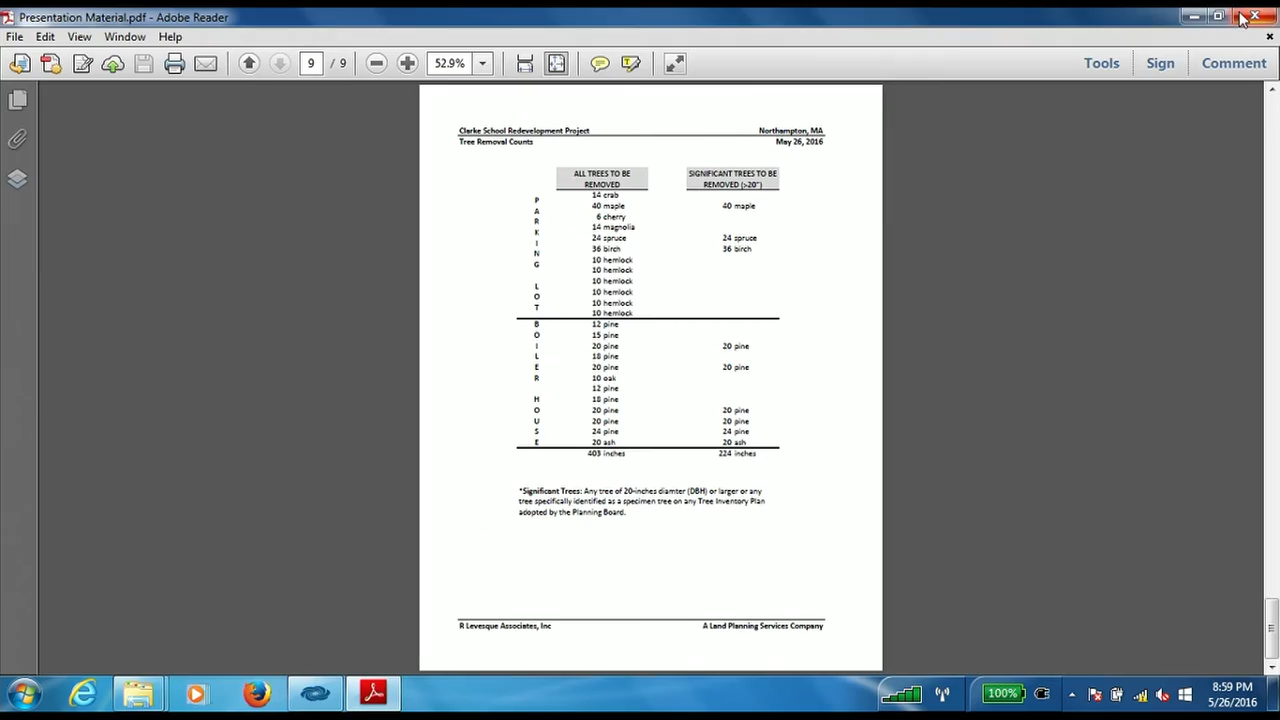 Presentation Material.pdf - Adobe Reader
File Edit View Window Help
9 / 9 52.9% Tools Sign Comment
Clarke School Redevelopment Project Northampton, MA
Tree Removal Counts May 26, 2016
ALL TREES TO BE SIGNIFICANT TREES TO BE
REMOVED REMOVED (>20")
14 crab
P 40 maple 40 maple
A 6 cherry
R 14 magnolia
K 24 spruce 24 spruce
I 36 birch 36 birch
N 10 hemlock
G 10 hemlock
10 hemlock
L 10 hemlock
O 10 hemlock
T 10 hemlock
B 12 pine
O 15 pine
I 20 pine 20 pine
L 18 pine
E 20 pine 20 pine
R 10 oak
12 pine
H 18 pine
O 20 pine 20 pine
U 20 pine 20 pine
S 24 pine 24 pine
E 20 ash 20 ash
403 inches 224 inches
*Significant Trees: Any tree of 20-inches diamter (DBH) or larger or any
tree specifically identified as a specimen tree on any Tree Inventory Plan
adopted by the Planning Board.
R Levesque Associates, Inc A Land Planning Services Company
100% 8:59 PM
5/26/2016